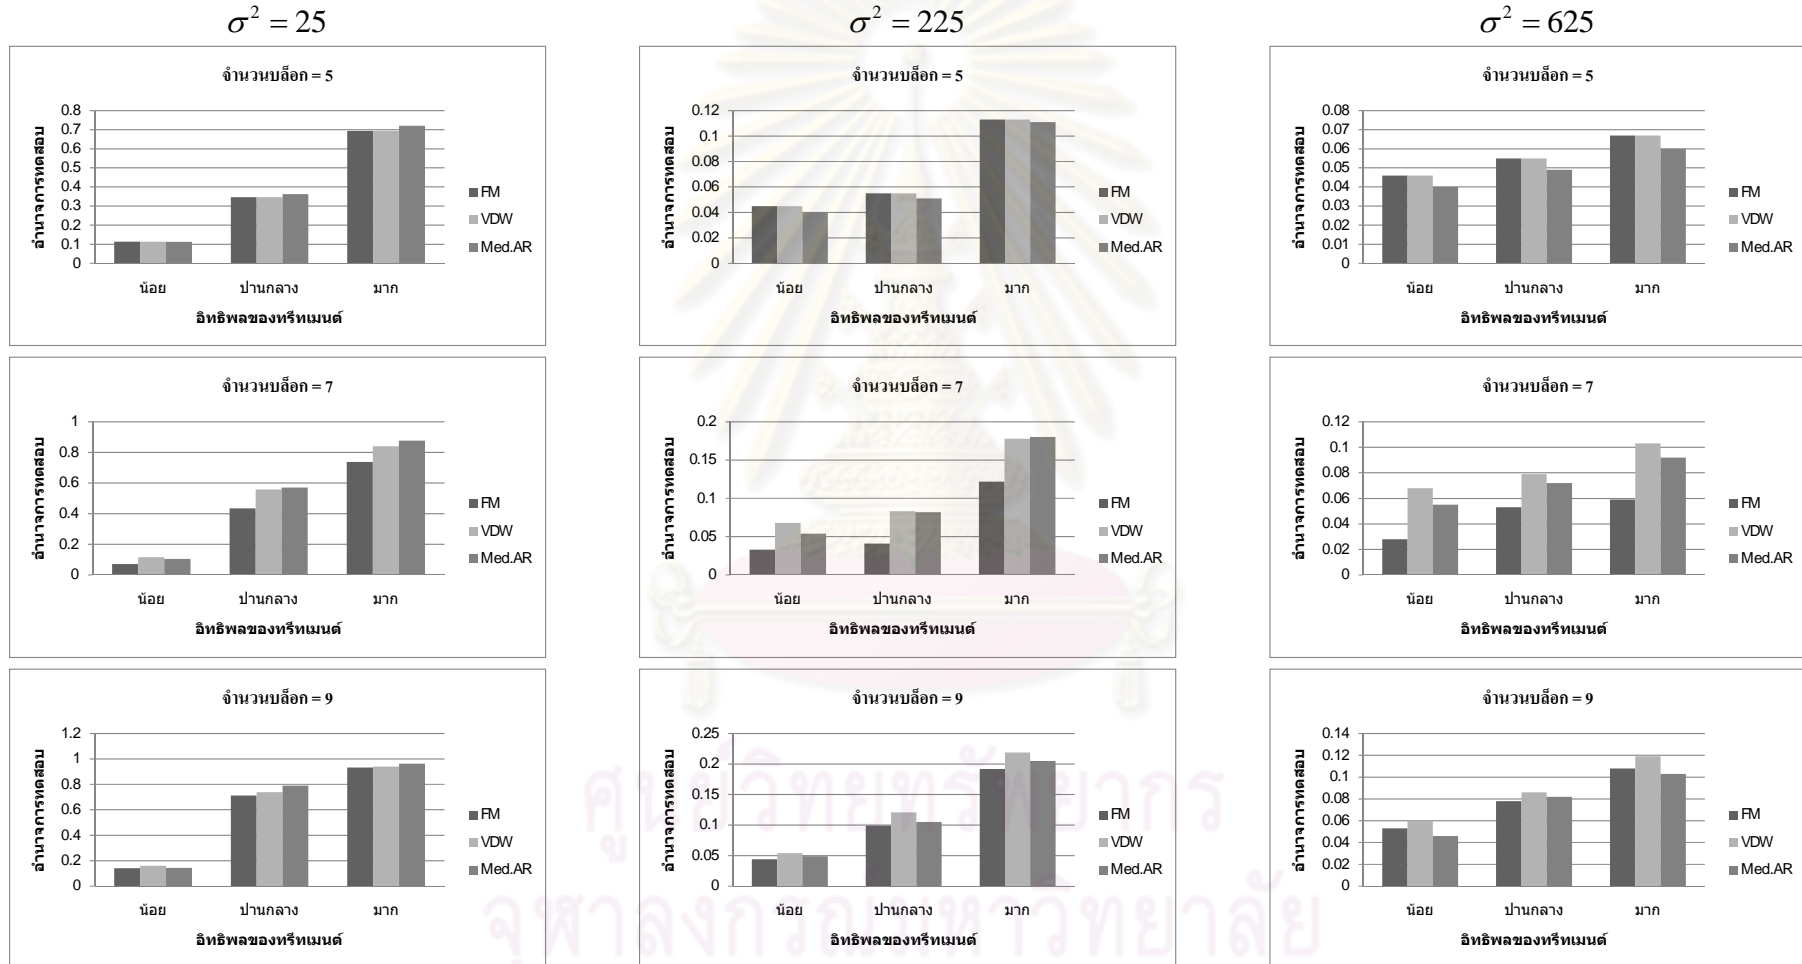 σ² = 25
จำนวนบล็อก = 5
อำนาจการทดสอบ
0.8
0.7
0.6
0.5
0.4
0.3
0.2
0.1
0
น้อย ปานกลาง มาก
อิทธิพลของทรีทเมนต์
FM
VDW
Med.AR
σ² = 225
จำนวนบล็อก = 5
อำนาจการทดสอบ
0.12
0.1
0.08
0.06
0.04
0.02
0
น้อย ปานกลาง มาก
อิทธิพลของทรีทเมนต์
FM
VDW
Med.AR
σ² = 625
จำนวนบล็อก = 5
อำนาจการทดสอบ
0.08
0.07
0.06
0.05
0.04
0.03
0.02
0.01
0
น้อย ปานกลาง มาก
อิทธิพลของทรีทเมนต์
FM
VDW
Med.AR
จำนวนบล็อก = 7
อำนาจการทดสอบ
1
0.8
0.6
0.4
0.2
0
น้อย ปานกลาง มาก
อิทธิพลของทรีทเมนต์
FM
VDW
Med.AR
จำนวนบล็อก = 7
อำนาจการทดสอบ
0.2
0.15
0.1
0.05
0
น้อย ปานกลาง มาก
อิทธิพลของทรีทเมนต์
FM
VDW
Med.AR
จำนวนบล็อก = 7
อำนาจการทดสอบ
0.12
0.1
0.08
0.06
0.04
0.02
0
น้อย ปานกลาง มาก
อิทธิพลของทรีทเมนต์
FM
VDW
Med.AR
จำนวนบล็อก = 9
อำนาจการทดสอบ
1.2
1
0.8
0.6
0.4
0.2
0
น้อย ปานกลาง มาก
อิทธิพลของทรีทเมนต์
FM
VDW
Med.AR
จำนวนบล็อก = 9
อำนาจการทดสอบ
0.25
0.2
0.15
0.1
0.05
0
น้อย ปานกลาง มาก
อิทธิพลของทรีทเมนต์
FM
VDW
Med.AR
จำนวนบล็อก = 9
อำนาจการทดสอบ
0.14
0.12
0.1
0.08
0.06
0.04
0.02
0
น้อย ปานกลาง มาก
อิทธิพลของทรีทเมนต์
FM
VDW
Med.AR
ศูนย์วิทยทรัพยากร
จุฬาลงกรณ์มหาวิทยาลัย